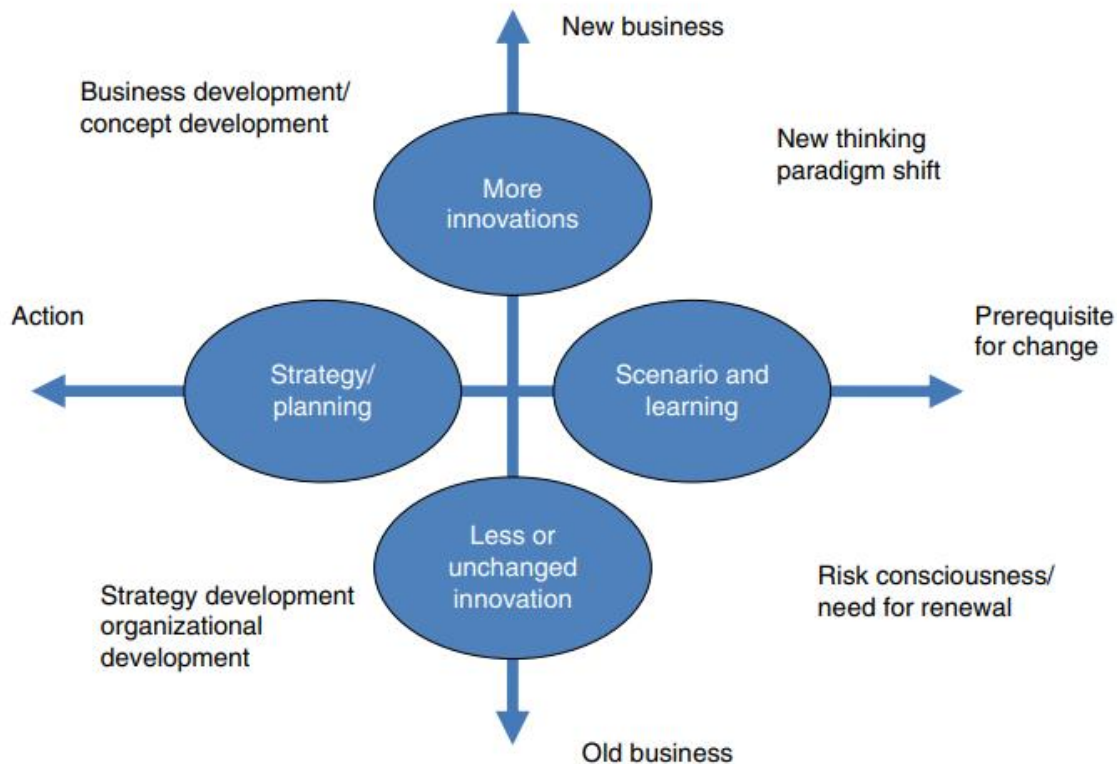 New business
Business development/
concept development
New thinking
paradigm shift
More
innovations
Action
Prerequisite
for change
Strategy/
planning
Scenario and
learning
Less or
unchanged
innovation
Strategy development
organizational
development
Risk consciousness/
need for renewal
Old business